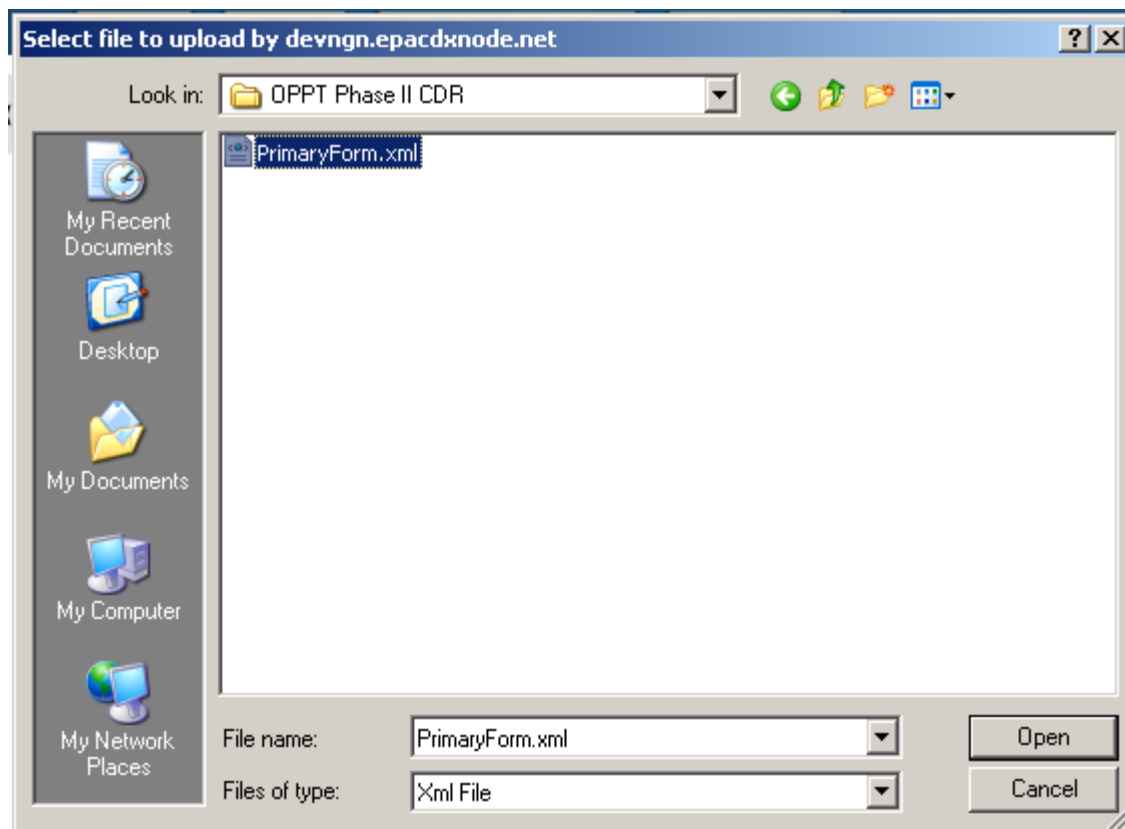 Select file to upload by devngn.epacdxnode.net
Look in:
OPPT Phase II CDR
PrimaryForm.xml
My Recent
Documents
Desktop
My Documents
My Computer
My Network
Places
File name:
PrimaryForm.xml
Open
Files of type:
Xml File
Cancel